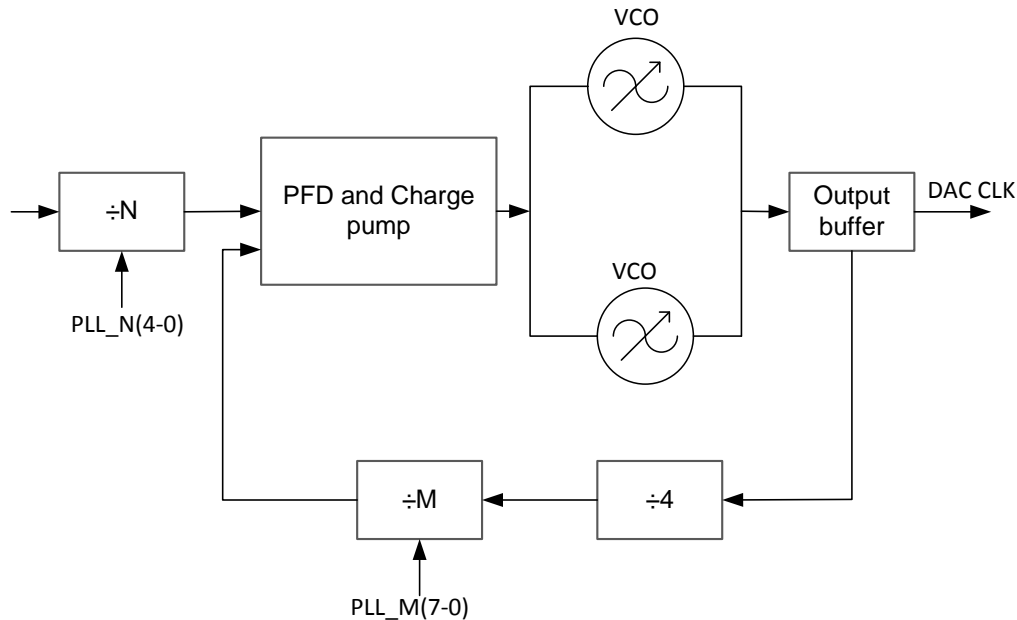 VCO
÷N
PFD and Charge
pump
Output
buffer
DAC CLK
PLL_N(4-0)
VCO
÷M
÷4
PLL_M(7-0)